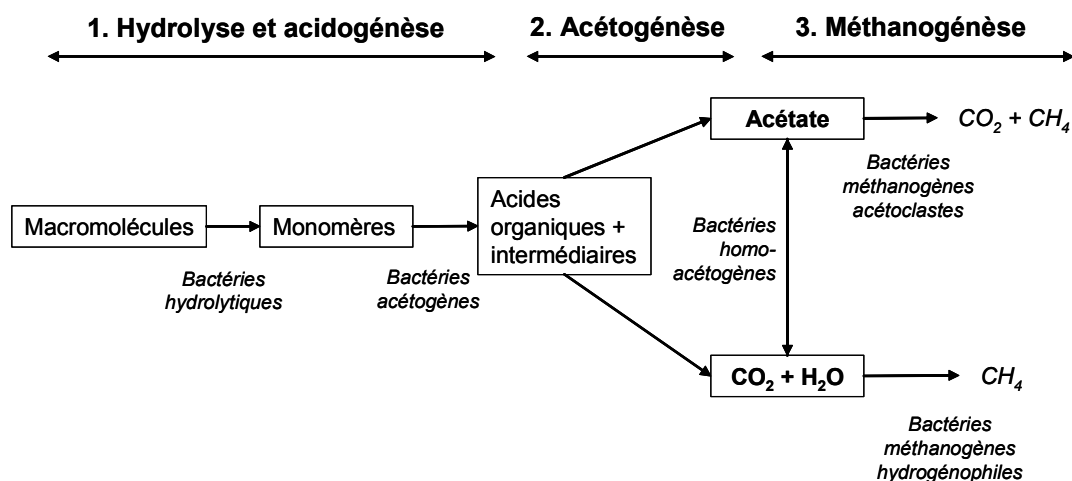 1. Hydrolyse et acidogénèse
2. Acétogénèse
3. Méthanogénèse
Acétate
CO₂ + CH₄
Bactéries
méthanogènes
acétoclastes
Macromolécules
Monomères
Acides
organiques +
intermédiaires
Bactéries
homo-
acétogènes
Bactéries
hydrolytiques
Bactéries
acétogènes
CO₂ + H₂O
CH₄
Bactéries
méthanogènes
hydrogénophiles